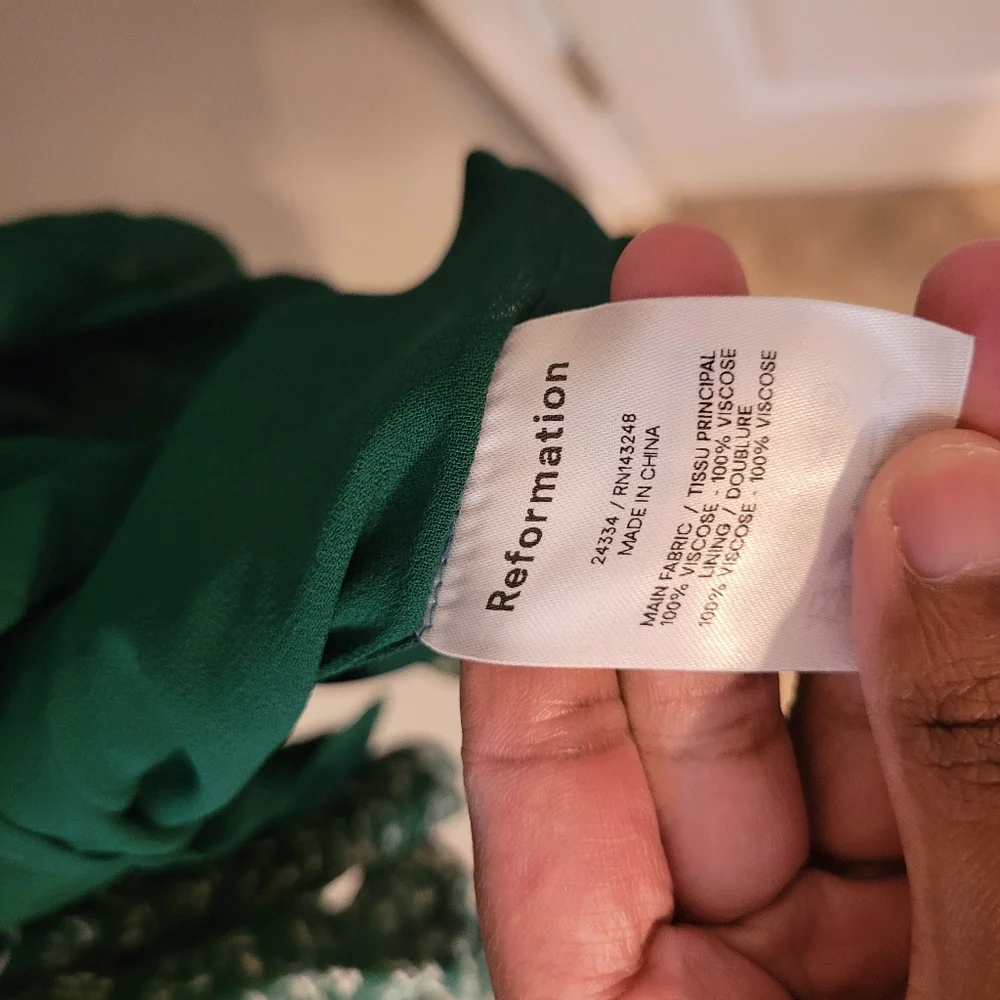 Reformation
24334 / RN143248
MADE IN CHINA
MAIN FABRIC / TISSU PRINCIPAL
100% VISCOSE - 100% VISCOSE
LINING / DOUBLURE
100% VISCOSE - 100% VISCOSE